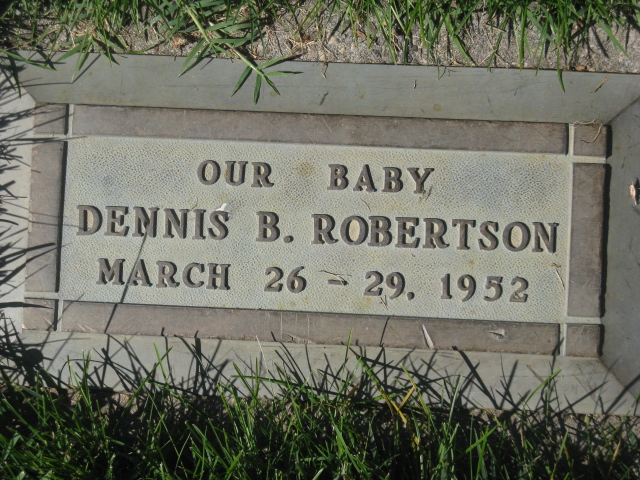 OUR BABY
DENNIS B. ROBERTSON
MARCH 26 - 29, 1952